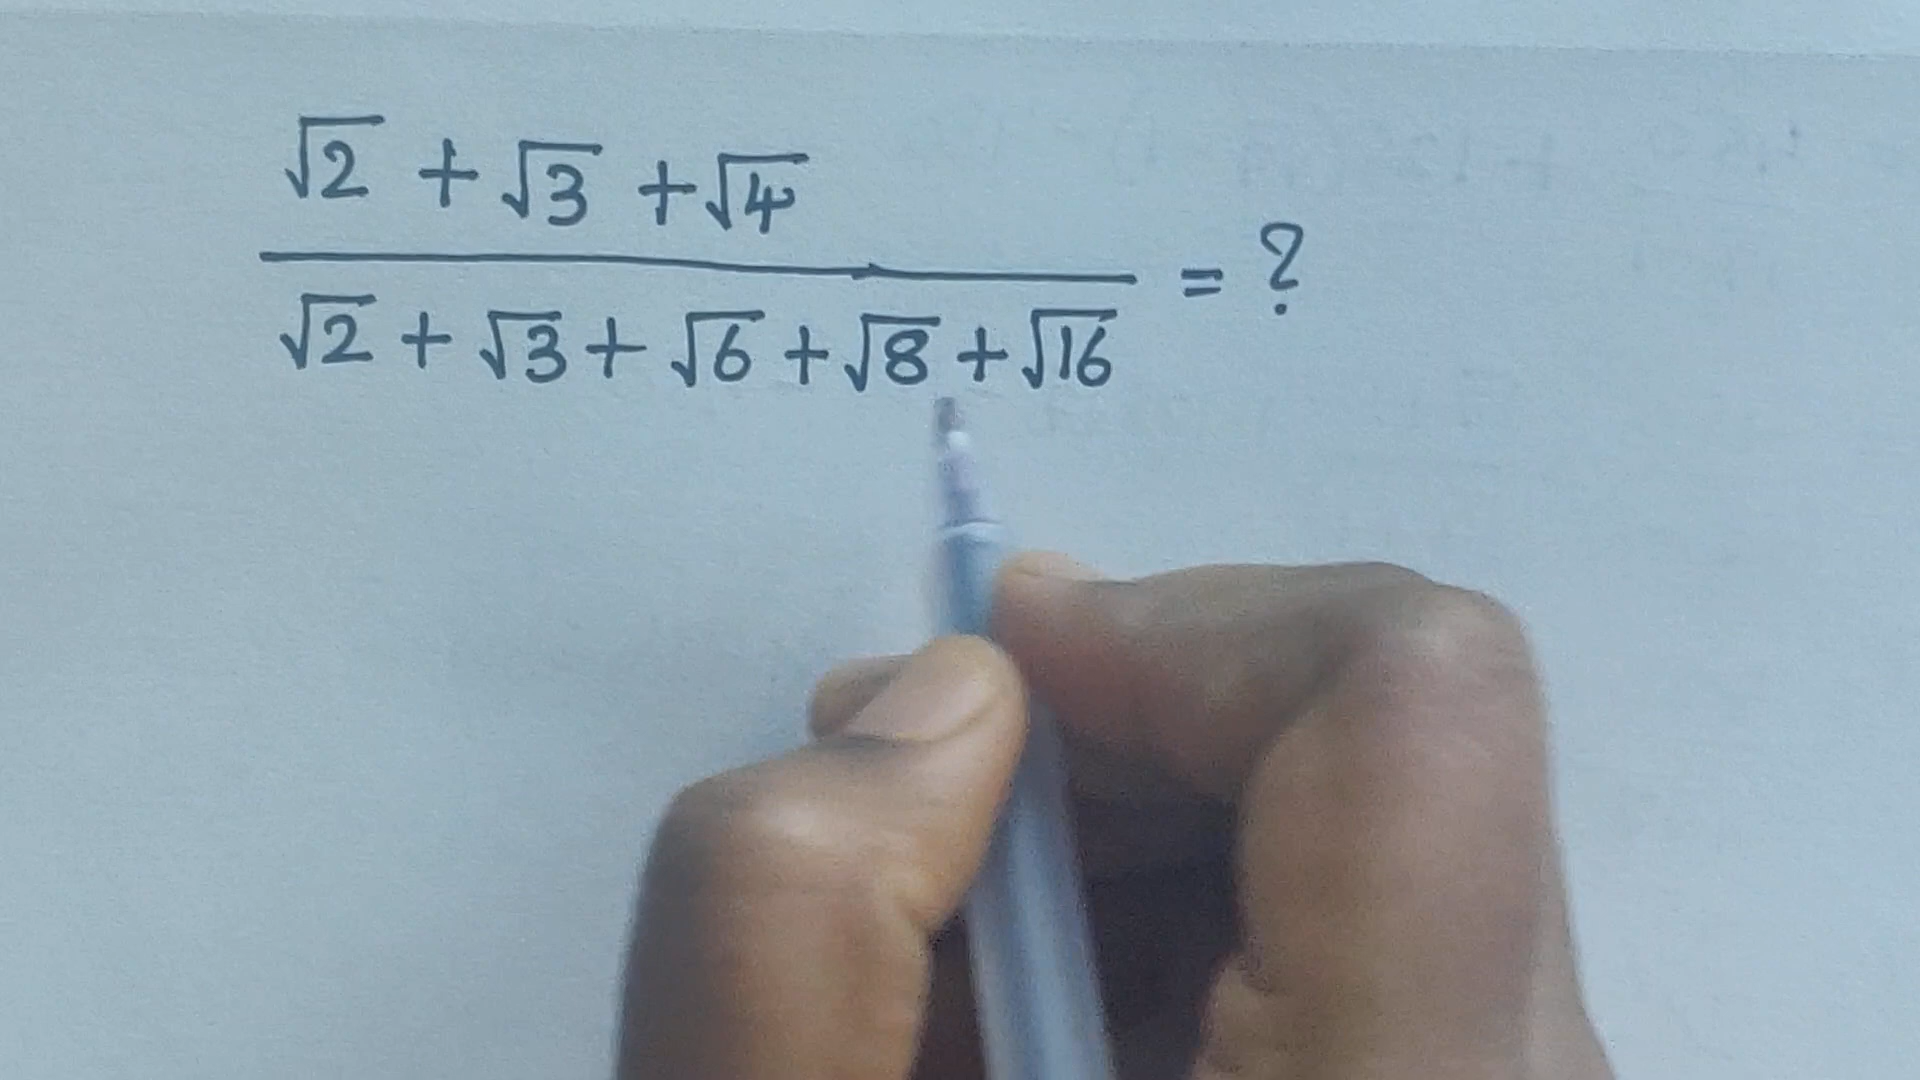 √2 + √3 + √4
√2 + √3 + √6 + √8 + √16 = ?